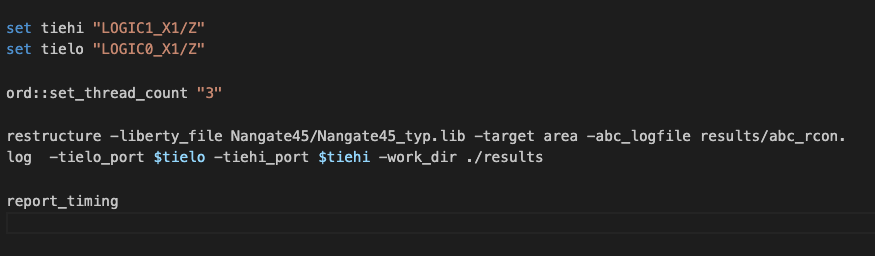 set tiehi "LOGIC1_X1/Z"
set tielo "LOGIC0_X1/Z"
ord::set_thread_count "3"
restructure -liberty_file Nangate45/Nangate45_typ.lib -target area -abc_logfile results/abc_rcon.
log  -tielo_port $tielo -tiehi_port $tiehi -work_dir ./results
report_timing